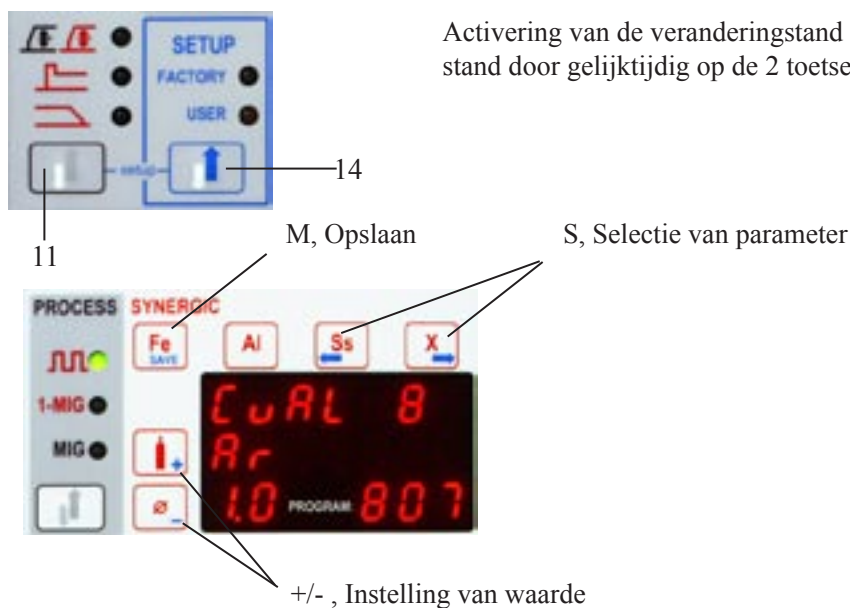 Activering van de veranderingstand
stand door gelijktijdig op de 2 toetse
SETUP
FACTORY
USER
setup
14
11
M, Opslaan
S, Selectie van parameter
PROCESS SYNERGIC
Fe
SAVE
Al
Ss
X
1-MIG
MIG
CuAL 8
Ar
1.0 PROGRAM 807
+
Ø
-
+/- , Instelling van waarde